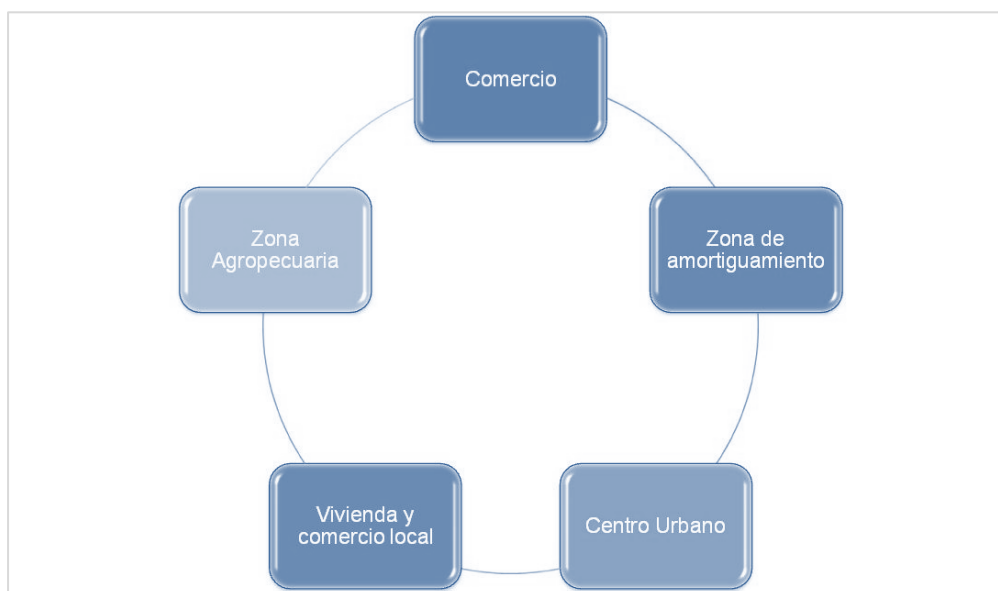 Comercio
Zona
Agropecuaria
Zona de
amortiguamiento
Vivienda y
comercio local
Centro Urbano